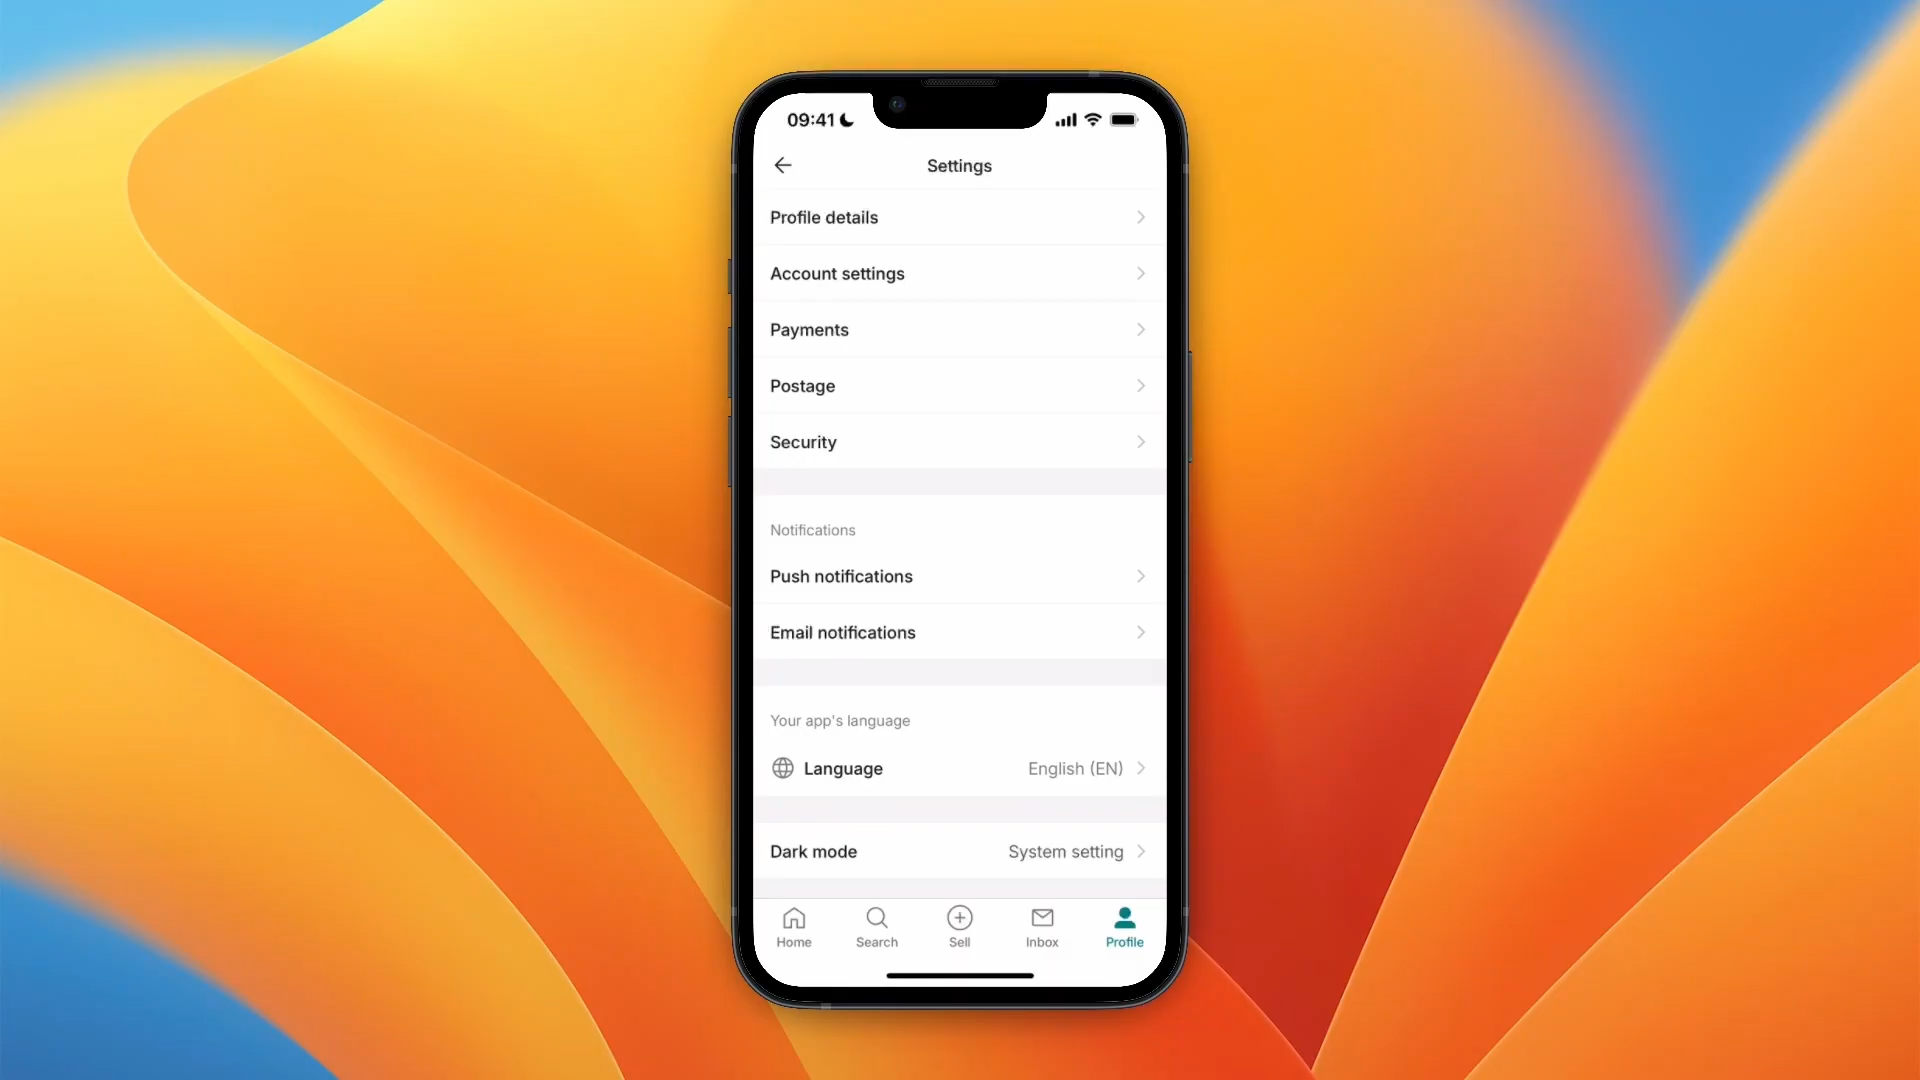 09:41
Settings
Profile details
Account settings
Payments
Postage
Security
Notifications
Push notifications
Email notifications
Your app's language
Language English (EN)
Dark mode System setting
Home Search Sell Inbox Profile